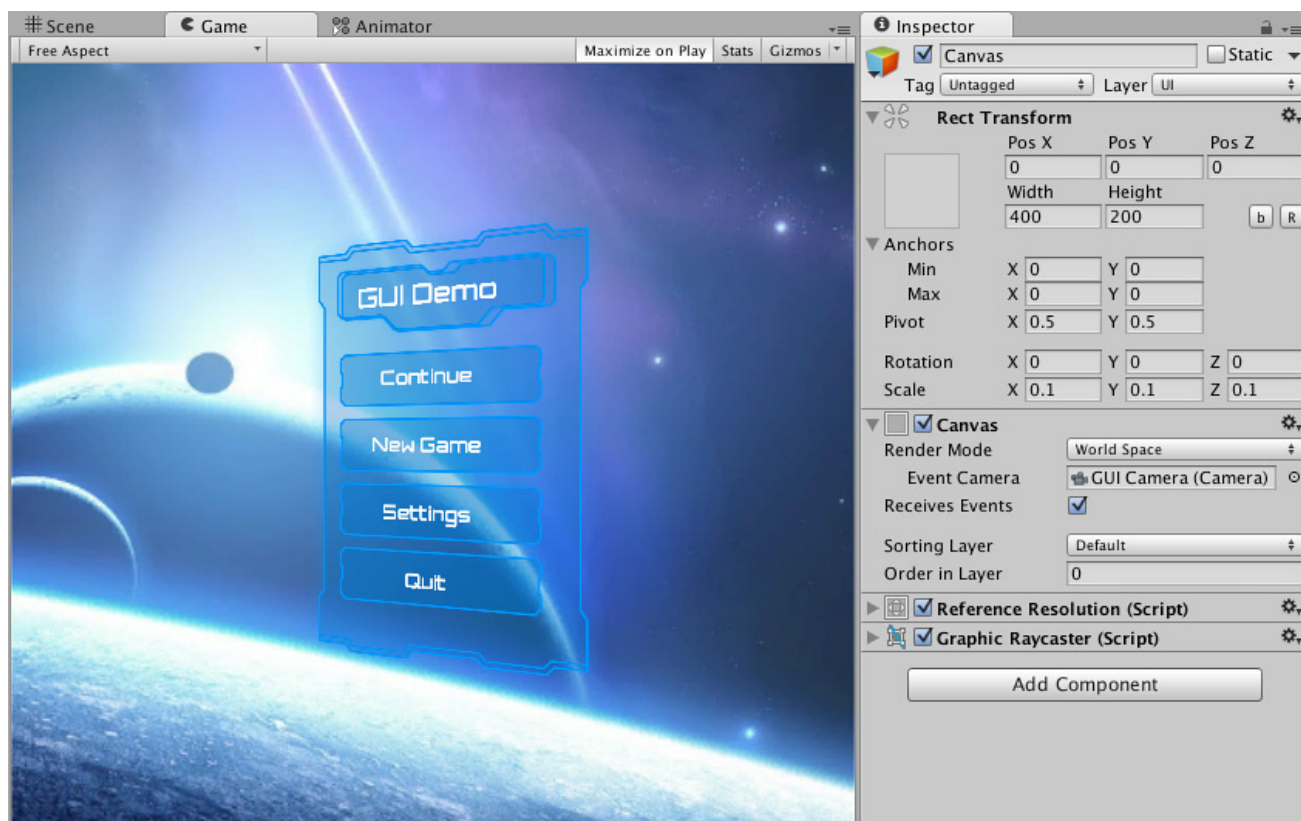 Scene Game Animator
Free Aspect Maximize on Play Stats Gizmos
GUI Demo
Continue
New Game
Settings
Quit
Inspector
Canvas Static
Tag Untagged Layer UI
Rect Transform
Pos X Pos Y Pos Z
0 0 0
Width Height
400 200 b R
Anchors
Min X 0 Y 0
Max X 0 Y 0
Pivot X 0.5 Y 0.5
Rotation X 0 Y 0 Z 0
Scale X 0.1 Y 0.1 Z 0.1
Canvas
Render Mode World Space
Event Camera GUI Camera (Camera)
Receives Events
Sorting Layer Default
Order in Layer 0
Reference Resolution (Script)
Graphic Raycaster (Script)
Add Component